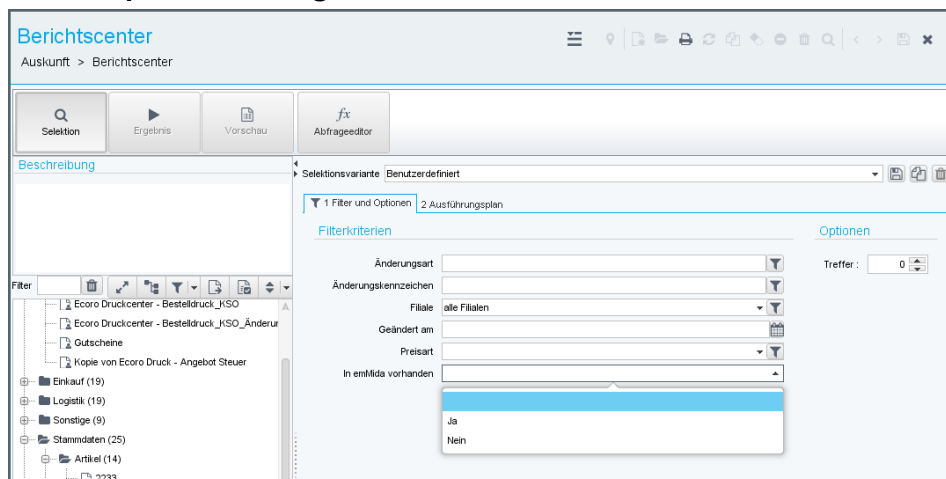 Berichtscenter
Auskunft > Berichtscenter
Selektion
Ergebnis
Vorschau
fx
Abfrageeditor
Beschreibung
Selektionsvariante Benutzerdefiniert
1 Filter und Optionen 2 Ausführungsplan
Filterkriterien
Optionen
Änderungsart
Treffer : 0
Änderungskennzeichen
Filiale alle Filialen
Geändert am
Preisart
In emMida vorhanden
Ja
Nein
Filter
Ecoro Druckcenter - Bestelldruck_KSO
Ecoro Druckcenter - Bestelldruck_KSO_Änderur
Gutscheine
Kopie von Ecoro Druck - Angebot Steuer
Einkauf (19)
Logistik (19)
Sonstige (9)
Stammdaten (25)
Artikel (14)
2233